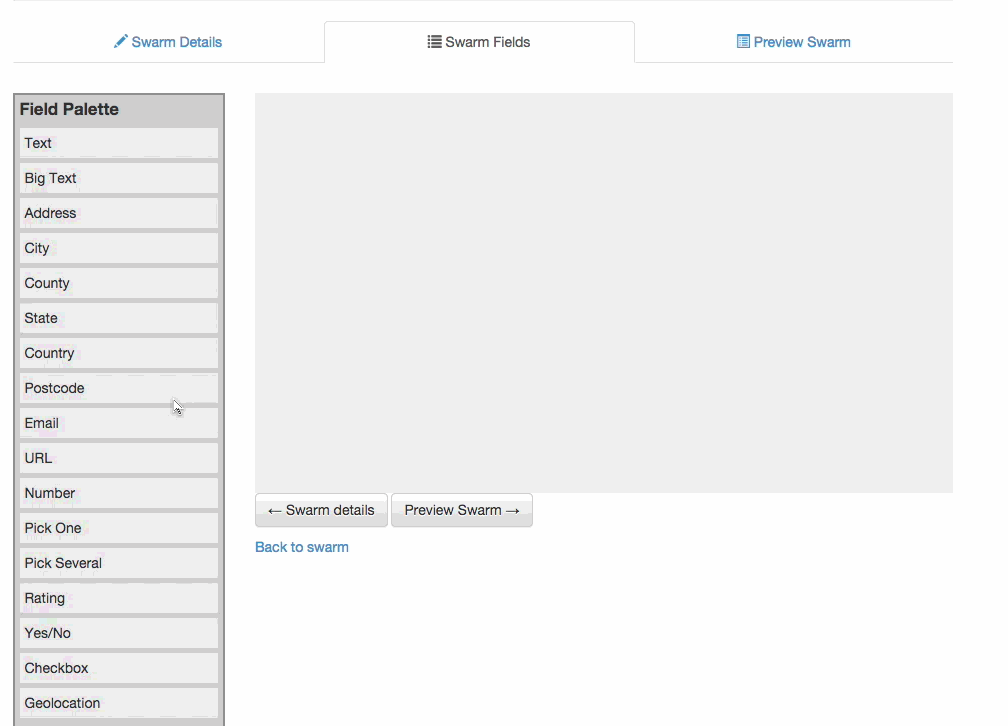 Swarm Details
Swarm Fields
Preview Swarm
Field Palette
Text
Big Text
Address
City
County
State
Country
Postcode
Email
URL
Number
Pick One
Pick Several
Rating
Yes/No
Checkbox
Geolocation
← Swarm details
Preview Swarm →
Back to swarm